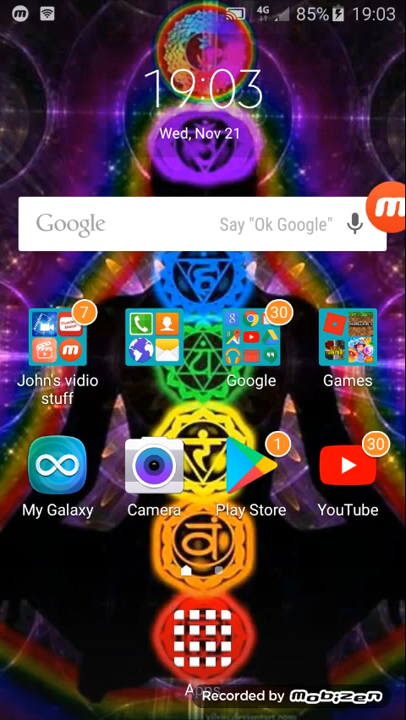 4G 85% 19:03
19:03
Wed, Nov 21
Google Say "Ok Google"
7
30
John's vidio
stuff
Google
Games
1
30
My Galaxy
Camera
Play Store
YouTube
Apps
Recorded by Mobizen